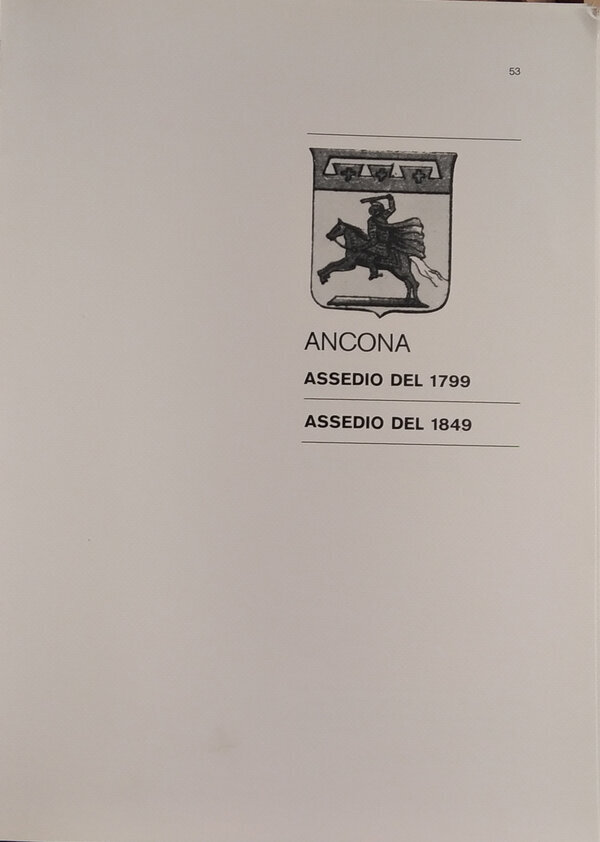 53
ANCONA
ASSEDIO DEL 1799
ASSEDIO DEL 1849